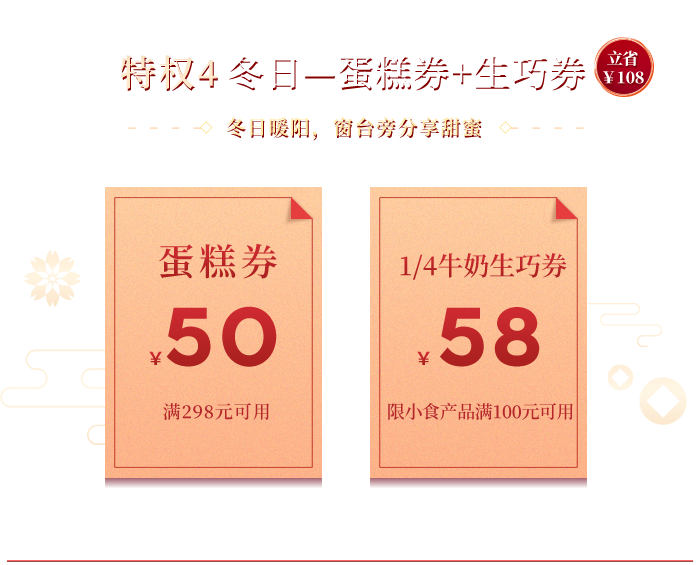 特权4 冬日—蛋糕券+生巧券
立省
¥108
冬日暖阳，窗台旁分享甜蜜
蛋糕券
¥50
满298元可用
1/4牛奶生巧券
¥58
限小食产品满100元可用